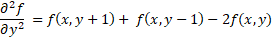 ∂²f/∂y² = f(x, y + 1) + f(x, y − 1) − 2f(x, y)